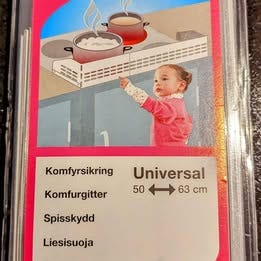 Komfyrsikring
Komfurgitter
Spisskydd
Liesisuoja
Universal
50 ↔ 63 cm